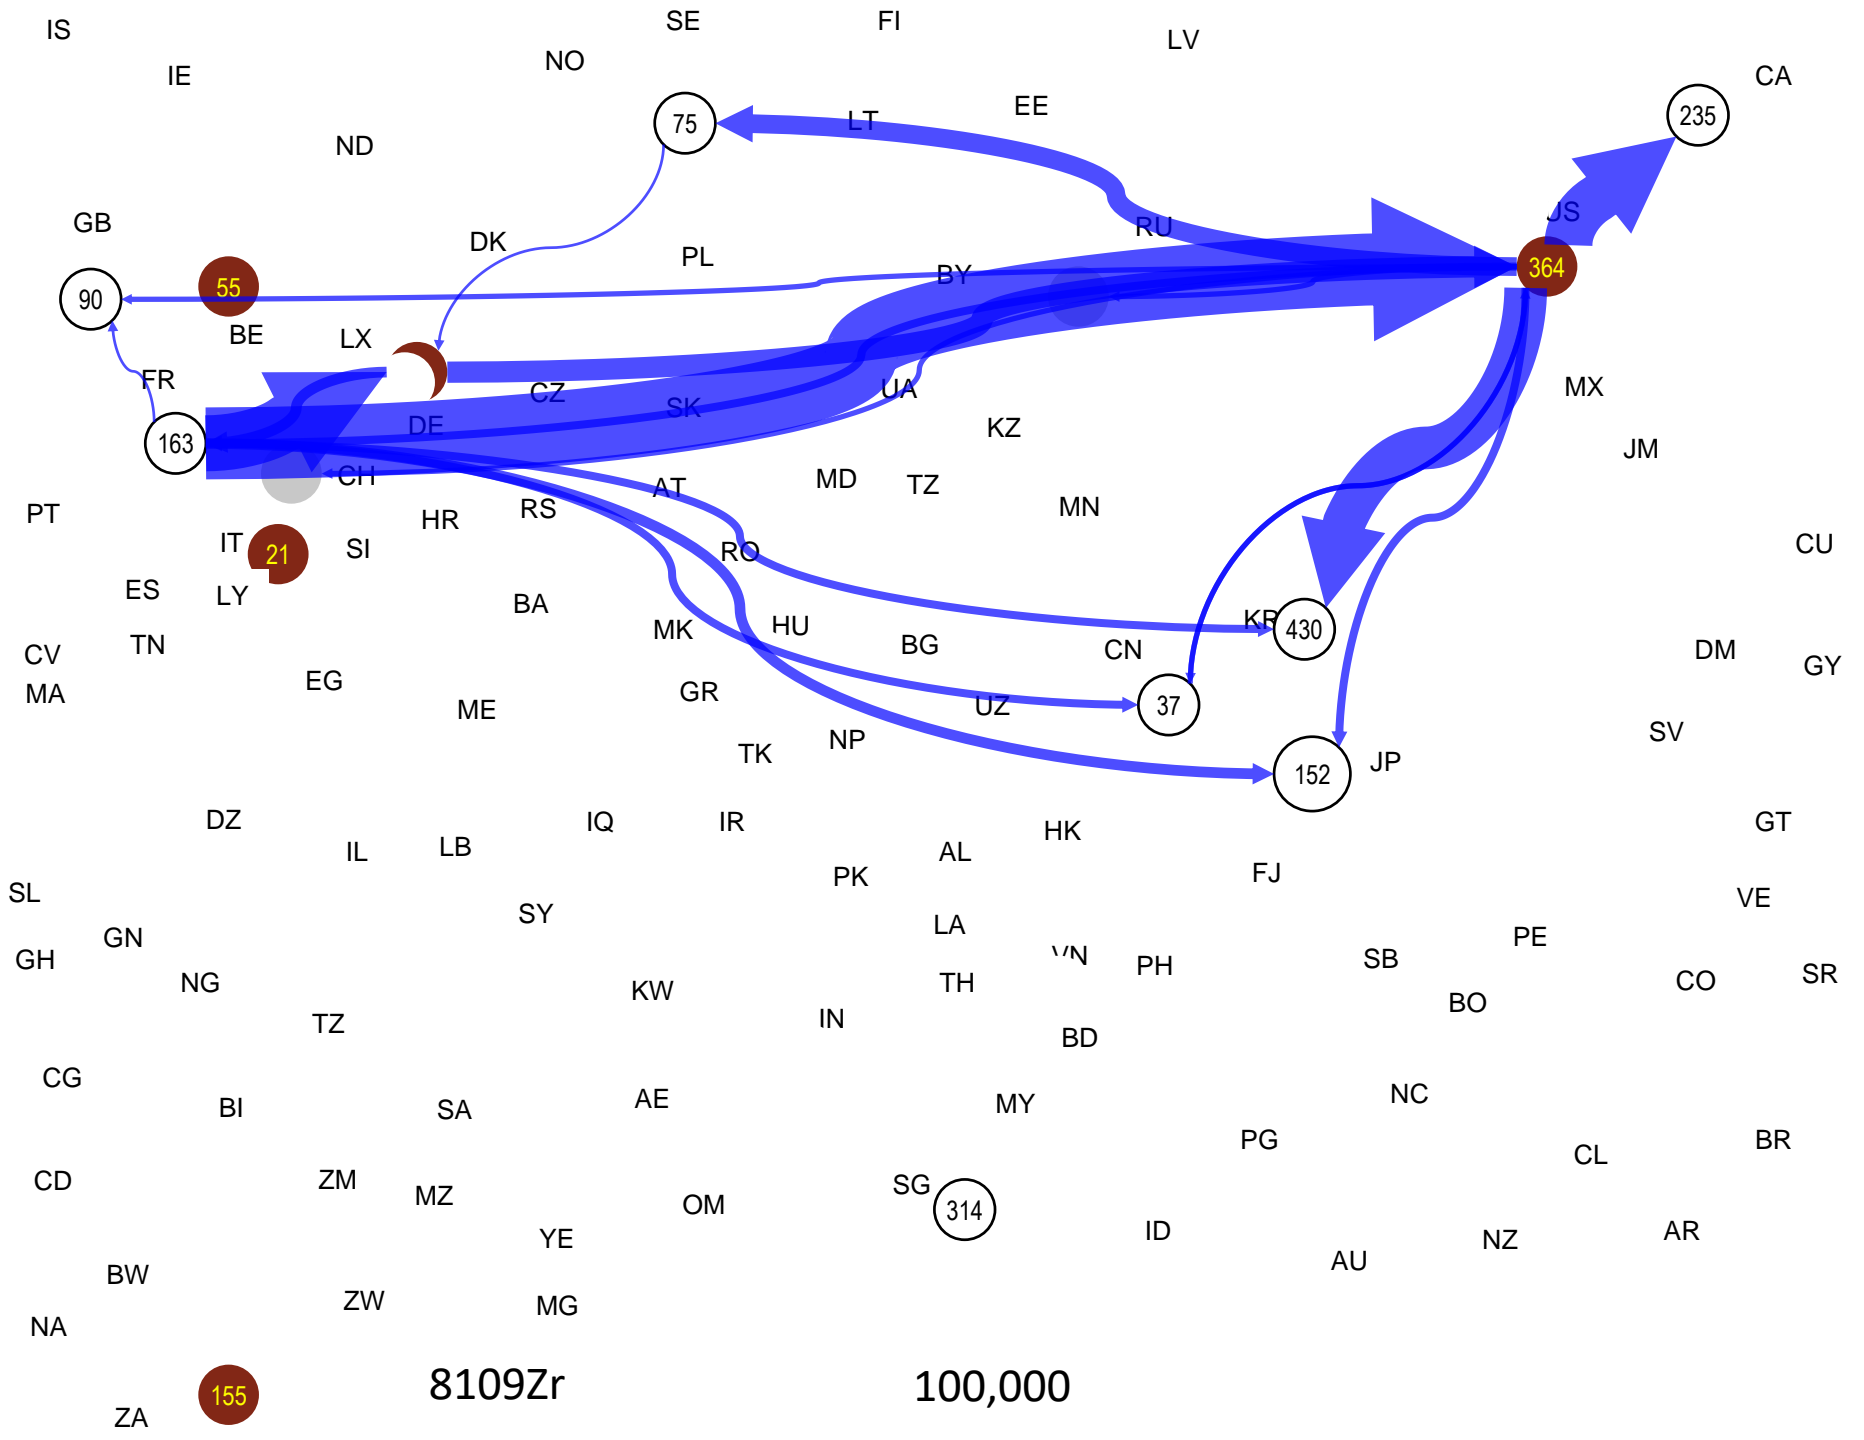 IS
SE
FI
LV
NO
IE
CA
EE
235
LT
75
ND
JS
GB
RU
DK
PL
364
BY
55
90
BE
LX
FR
CZ
UA
MX
SK
DE
KZ
163
JM
CH
MD
TZ
AT
MN
RS
PT
HR
IT
21
SI
RO
CU
ES
LY
BA
KR
430
HU
MK
TN
BG
CN
DM
CV
GY
EG
MA
GR
37
UZ
ME
SV
NP
TK
JP
152
DZ
IQ
IR
GT
HK
LB
IL
AL
FJ
PK
SL
VE
SY
LA
GN
PE
VN
GH
SB
PH
SR
CO
NG
TH
KW
BO
IN
TZ
BD
CG
NC
AE
MY
BI
SA
PG
BR
CL
CD
ZM
SG
MZ
OM
314
ID
AR
YE
NZ
AU
BW
ZW
MG
NA
8109Zr
100,000
155
ZA